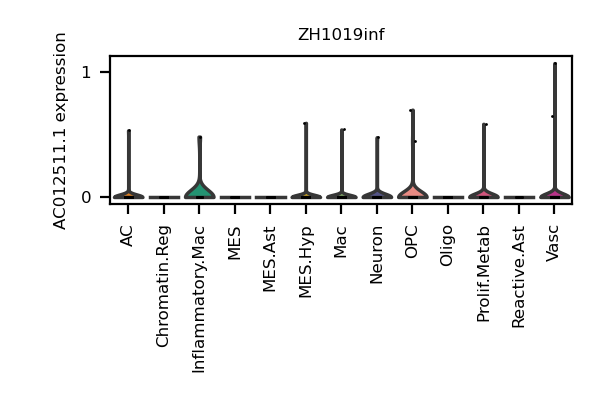 ZH1019inf
AC012511.1 expression
1
0
AC
Chromatin.Reg
Inflammatory.Mac
MES
MES.Ast
MES.Hyp
Mac
Neuron
OPC
Oligo
Prolif.Metab
Reactive.Ast
Vasc